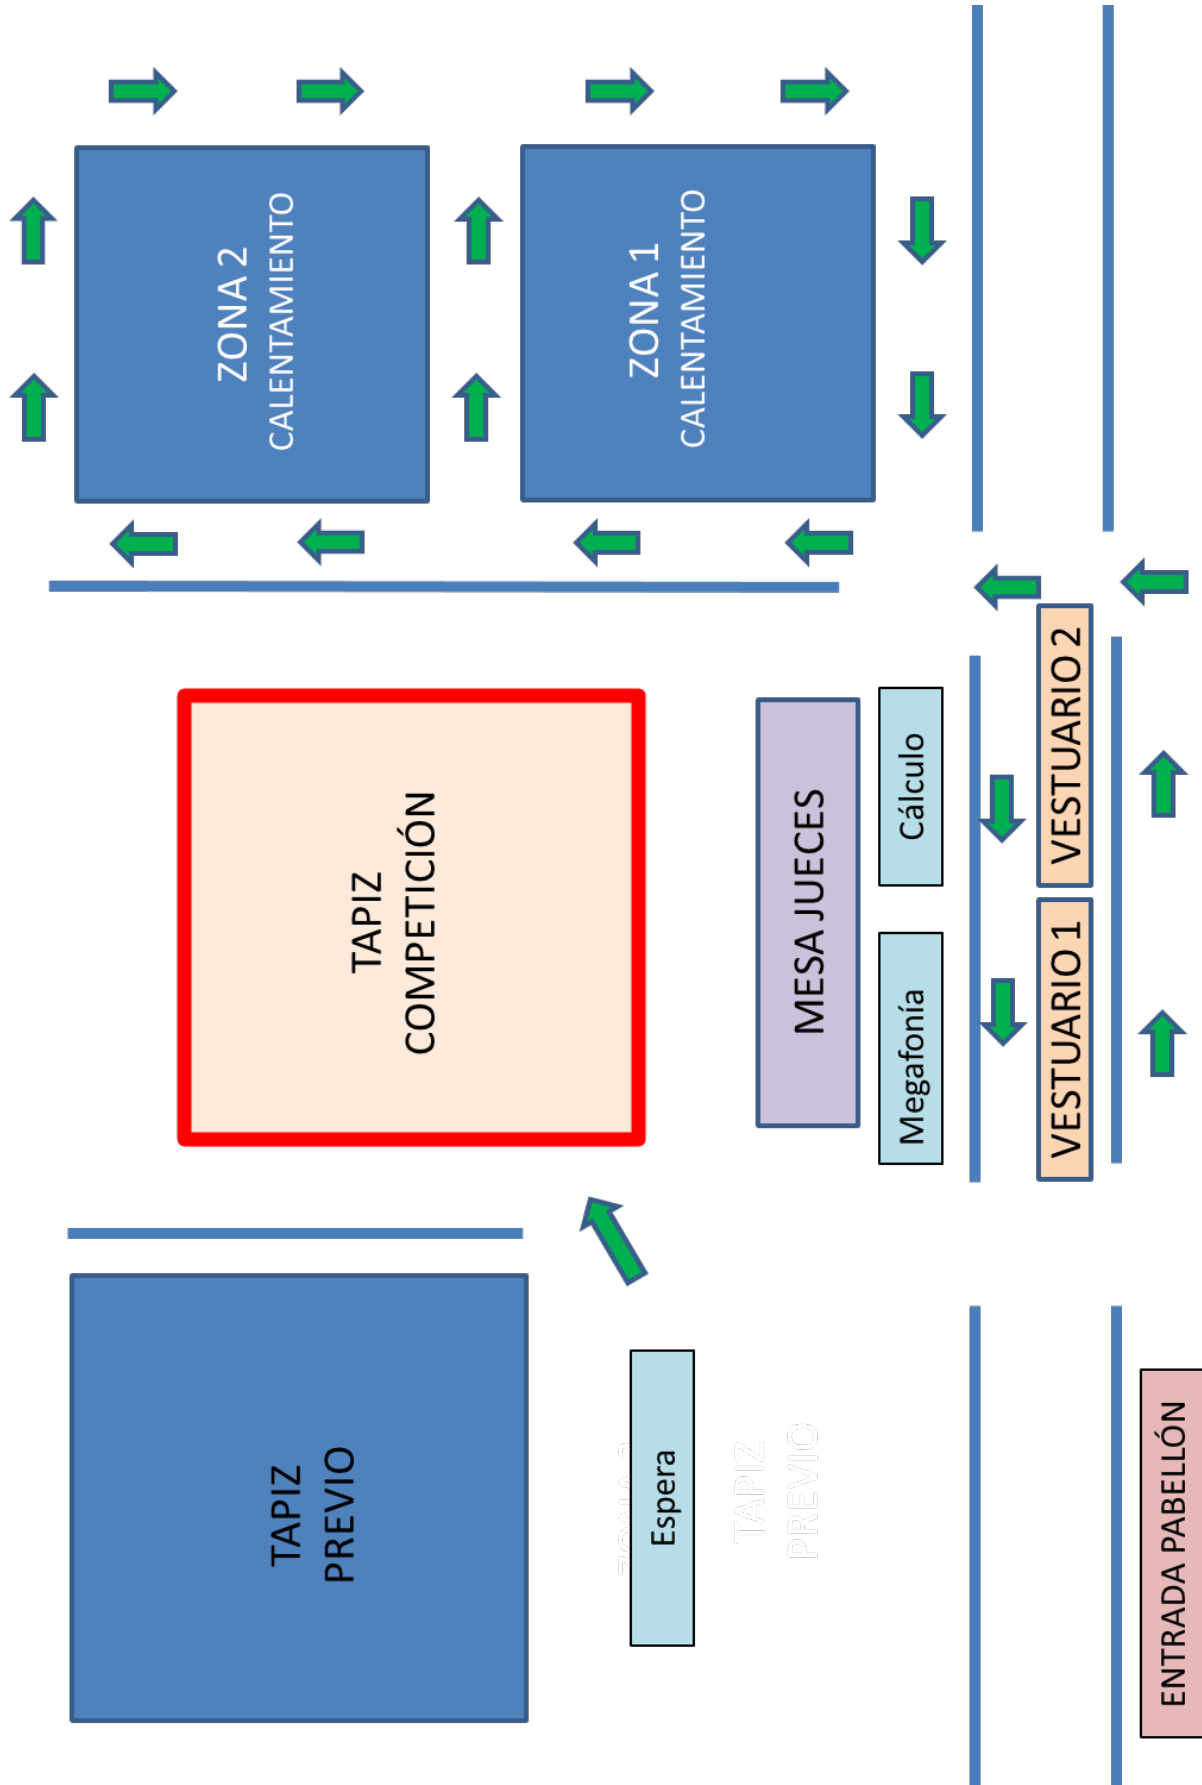 ZONA 2
CALENTAMIENTO
ZONA 1
CALENTAMIENTO
TAPIZ
COMPETICIÓN
MESA JUECES
Cálculo
Megafonía
VESTUARIO 2
VESTUARIO 1
TAPIZ
PREVIO
Espera
TAPIZ
PREVIO
ENTRADA PABELLÓN